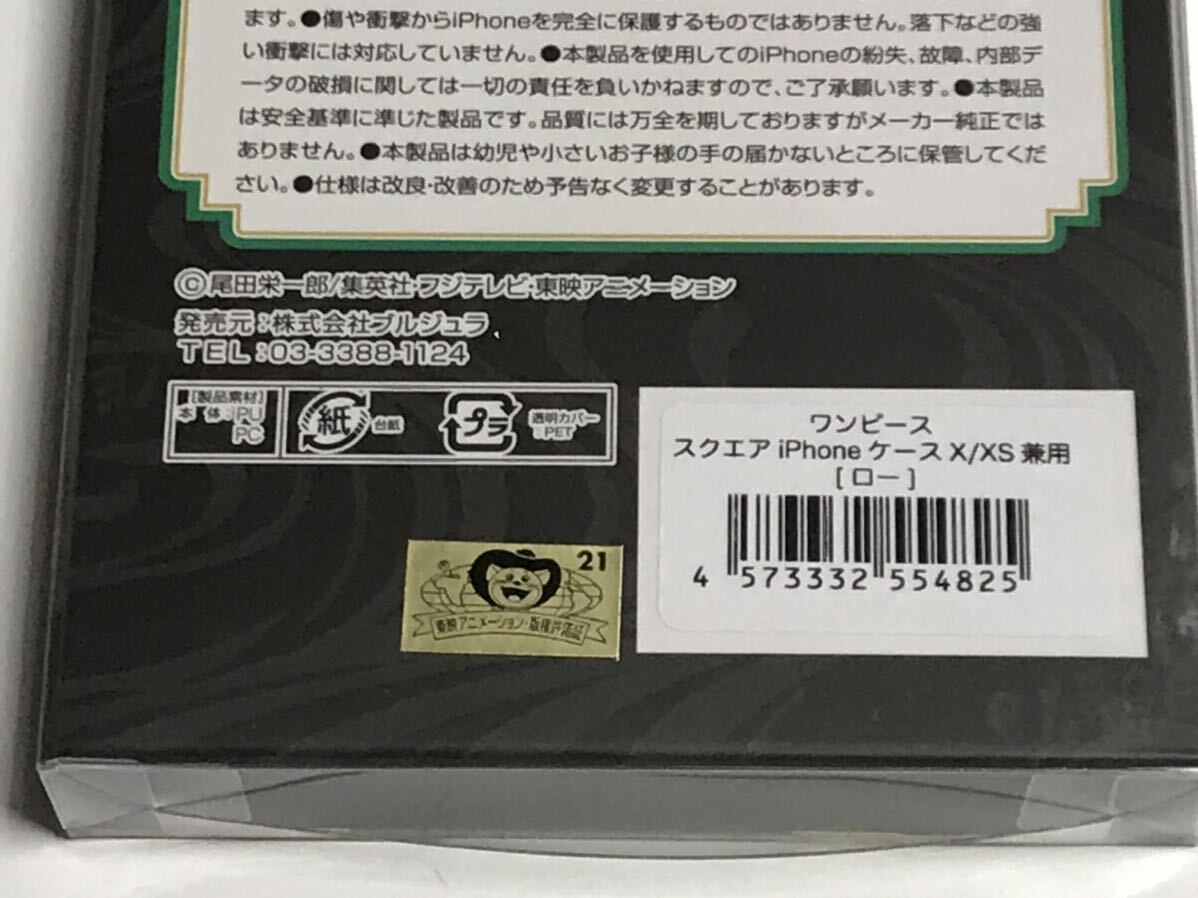 ます。●傷や衝撃からiPhoneを完全に保護するものではありません。落下などの強
い衝撃には対応していません。●本製品を使用してのiPhoneの紛失、故障、内部デ
ータの破損に関しては一切の責任を負いかねますので、ご了承願います。●本製品
は安全基準に準じた製品です。品質には万全を期しておりますがメーカー純正では
ありません。●本製品は幼児や小さいお子様の手の届かないところに保管してくだ
さい。●仕様は改良・改善のため予告なく変更することがあります。
©尾田栄一郎/集英社・フジテレビ・東映アニメーション
発売元:株式会社ブルジュラ
TEL:03-3388-1124
[製品素材]
本体:PU
PC
紙
台紙
プラ
透明カバー
:PET
ワンピース
スクエア iPhone ケース X/XS 兼用
[ ロー ]
4 573332 554825
21
東映アニメーション・版権許諾証